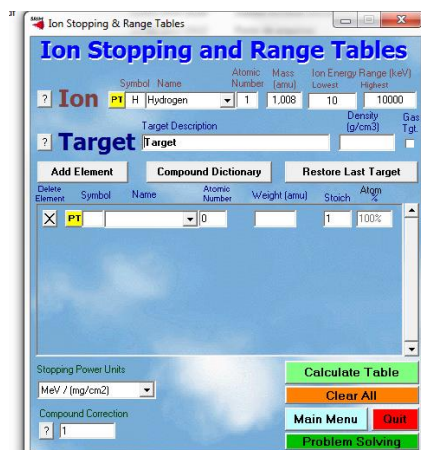 Ion Stopping & Range Tables
Ion Stopping and Range Tables
Symbol Name Atomic Number Mass (amu) Ion Energy Range (keV) Lowest Highest
? Ion PT H Hydrogen 1 1,008 10 10000
Target Description Density (g/cm3) Gas Tgt.
? Target Target
Add Element Compound Dictionary Restore Last Target
Delete Element Symbol Name Atomic Number Weight (amu) Stoich Atom %
X PT 0 1 100%
Stopping Power Units
MeV / (mg/cm2)
Compound Correction
? 1
Calculate Table
Clear All
Main Menu Quit
Problem Solving